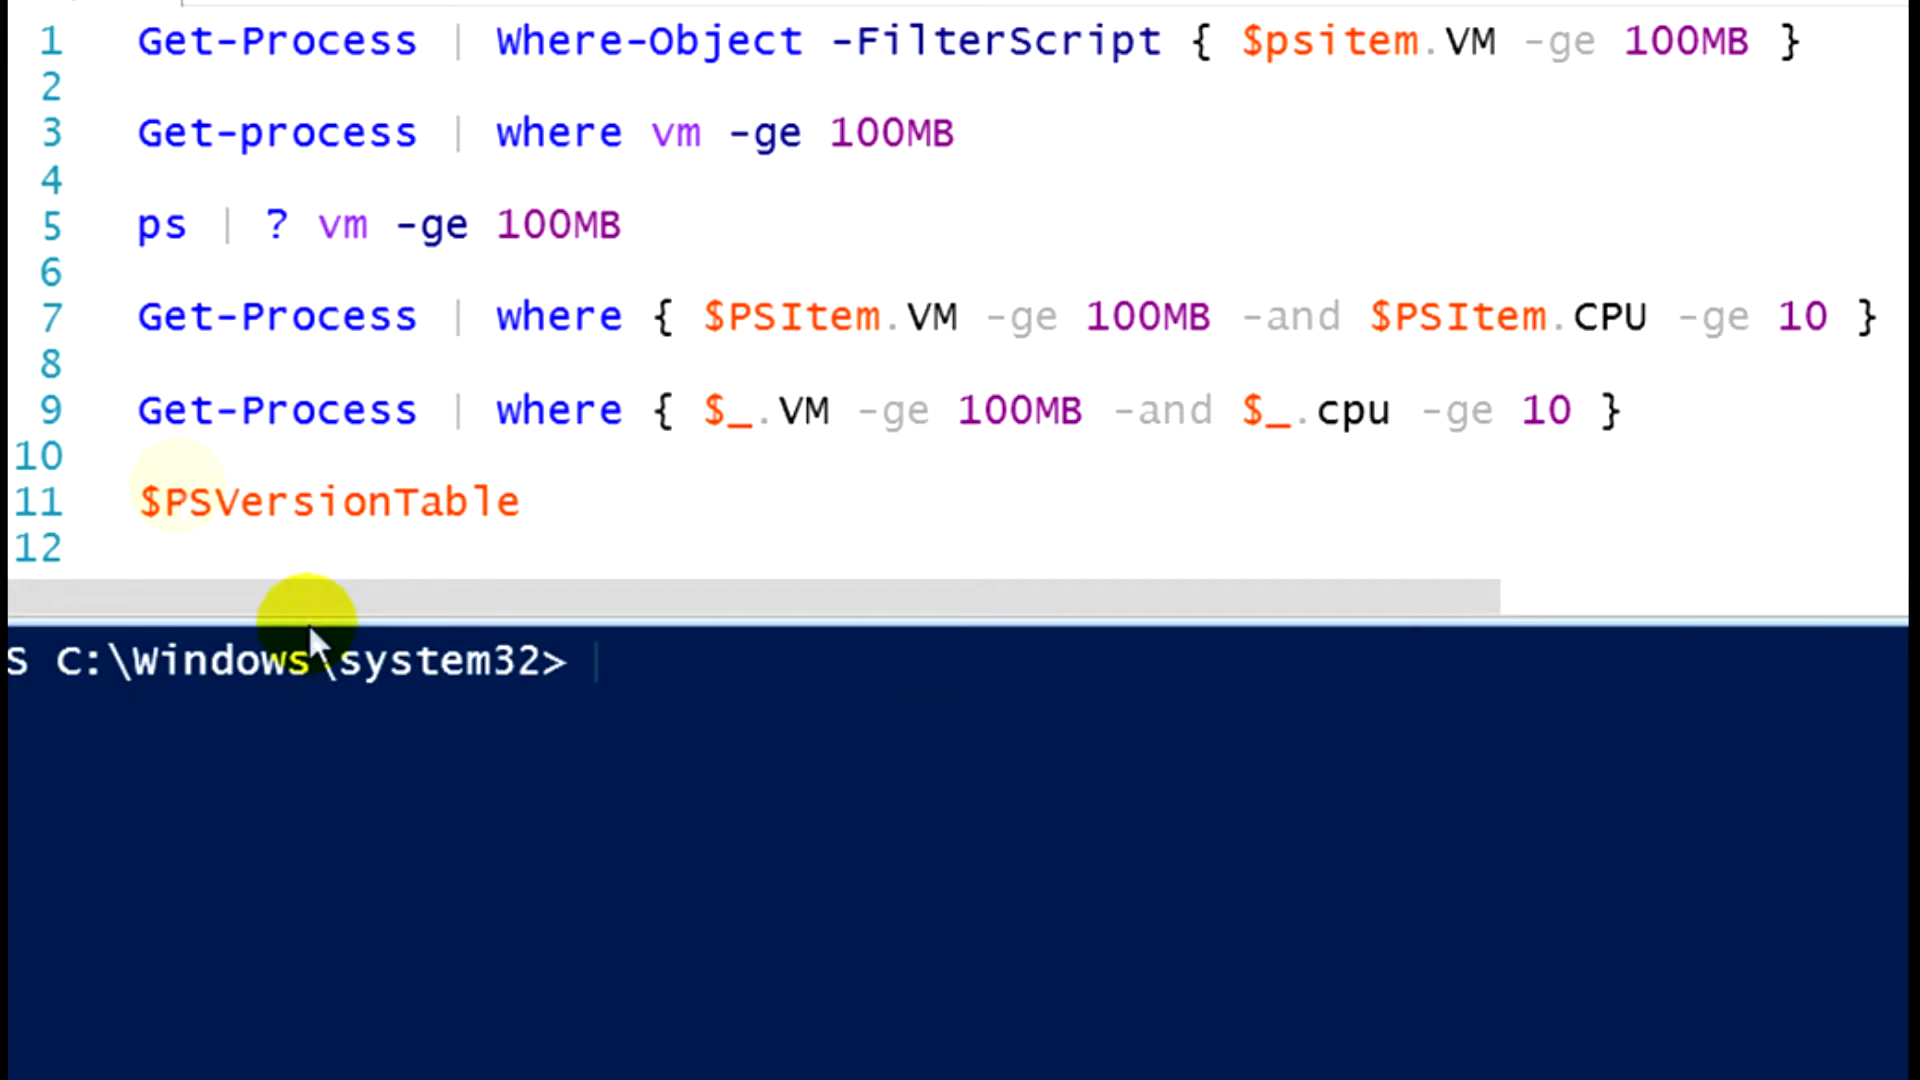 1 Get-Process | Where-Object -FilterScript { $psitem.VM -ge 100MB }
2
3 Get-process | where vm -ge 100MB
4
5 ps | ? vm -ge 100MB
6
7 Get-Process | where { $PSItem.VM -ge 100MB -and $PSItem.CPU -ge 10 }
8
9 Get-Process | where { $_.VM -ge 100MB -and $_.cpu -ge 10 }
10
11 $PSVersionTable
12
S C:\Windows\system32>